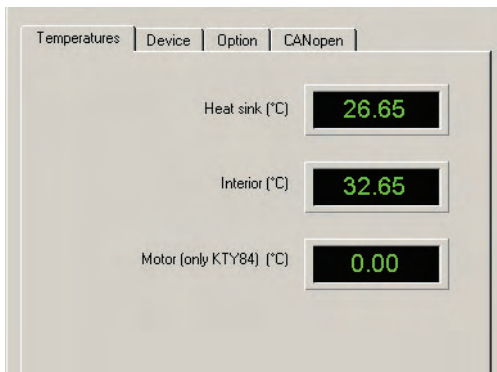 Temperatures Device Option CANopen
Heat sink (°C) 26.65
Interior (°C) 32.65
Motor (only KTY84) (°C) 0.00